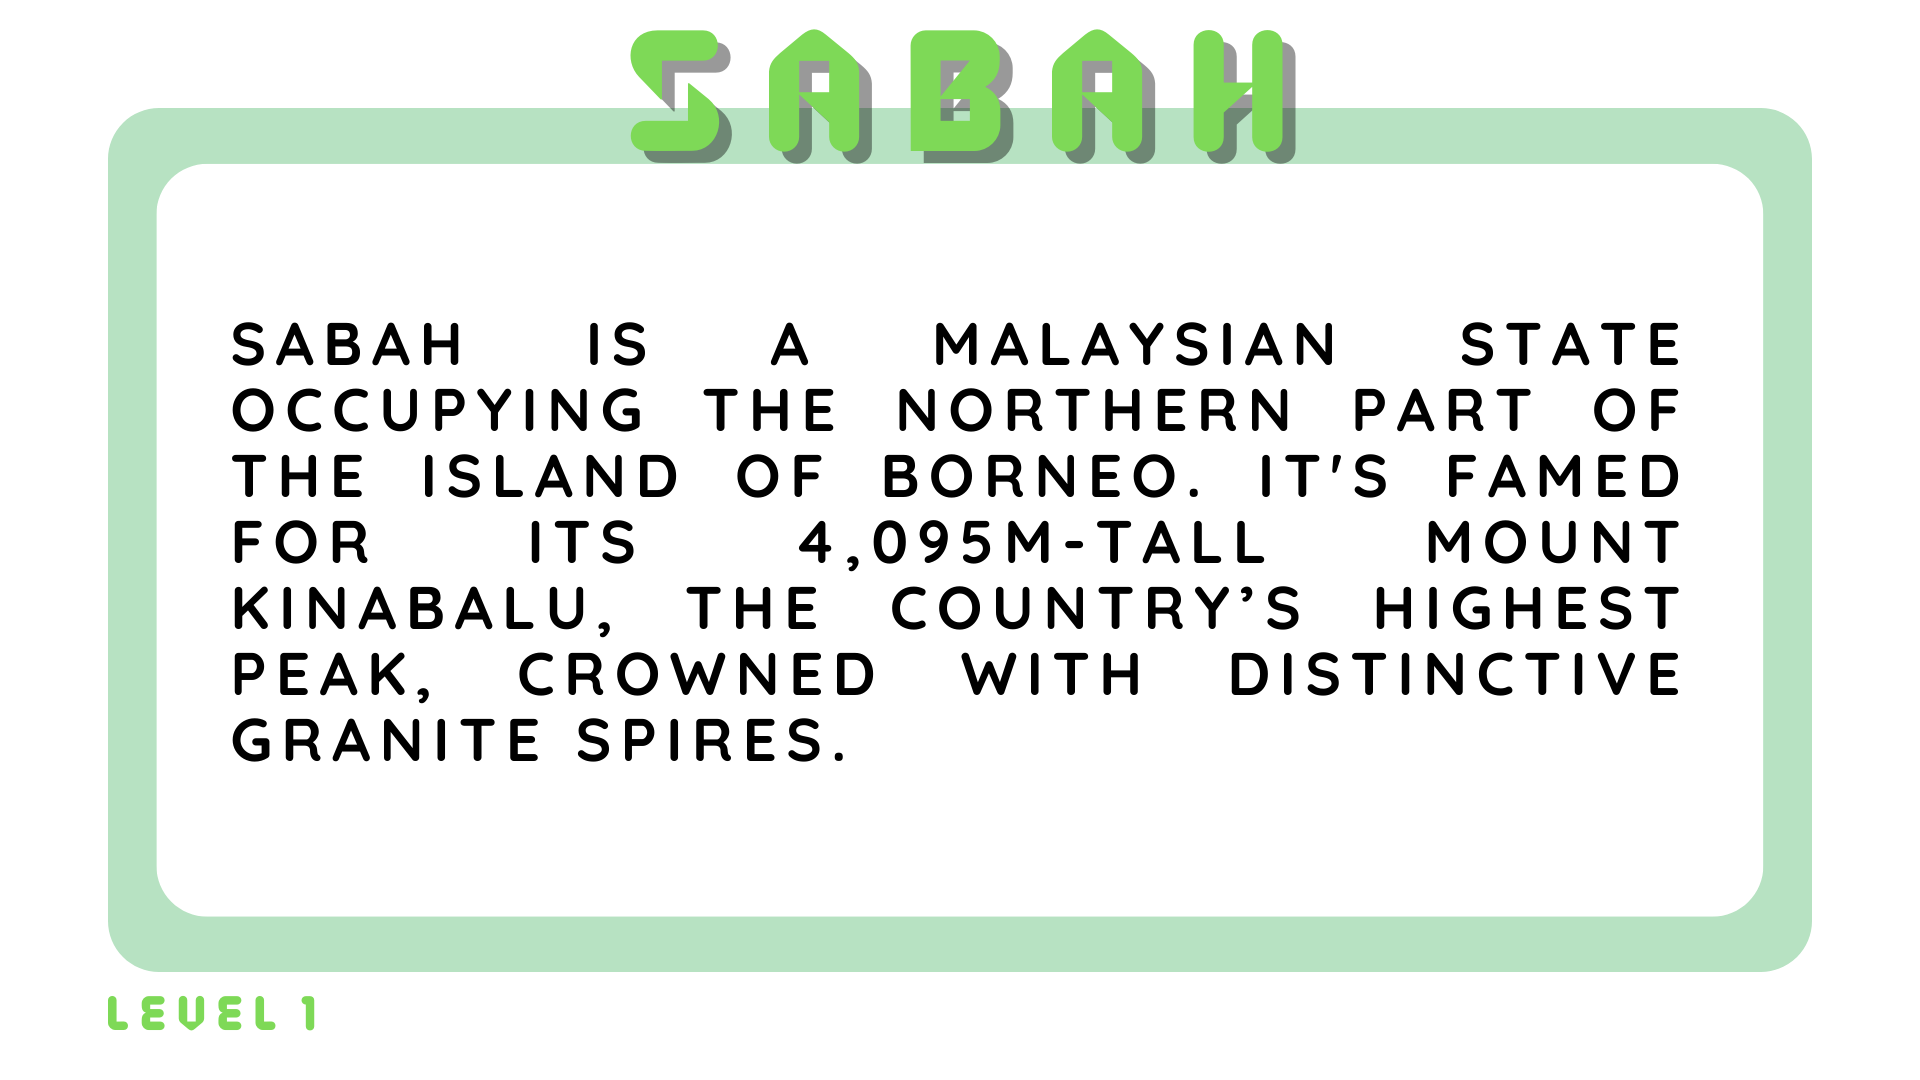 SABAH
SABAH IS A MALAYSIAN STATE
OCCUPYING THE NORTHERN PART OF
THE ISLAND OF BORNEO. IT'S FAMED
FOR ITS 4,095M-TALL MOUNT
KINABALU, THE COUNTRY’S HIGHEST
PEAK, CROWNED WITH DISTINCTIVE
GRANITE SPIRES.
LEVEL 1